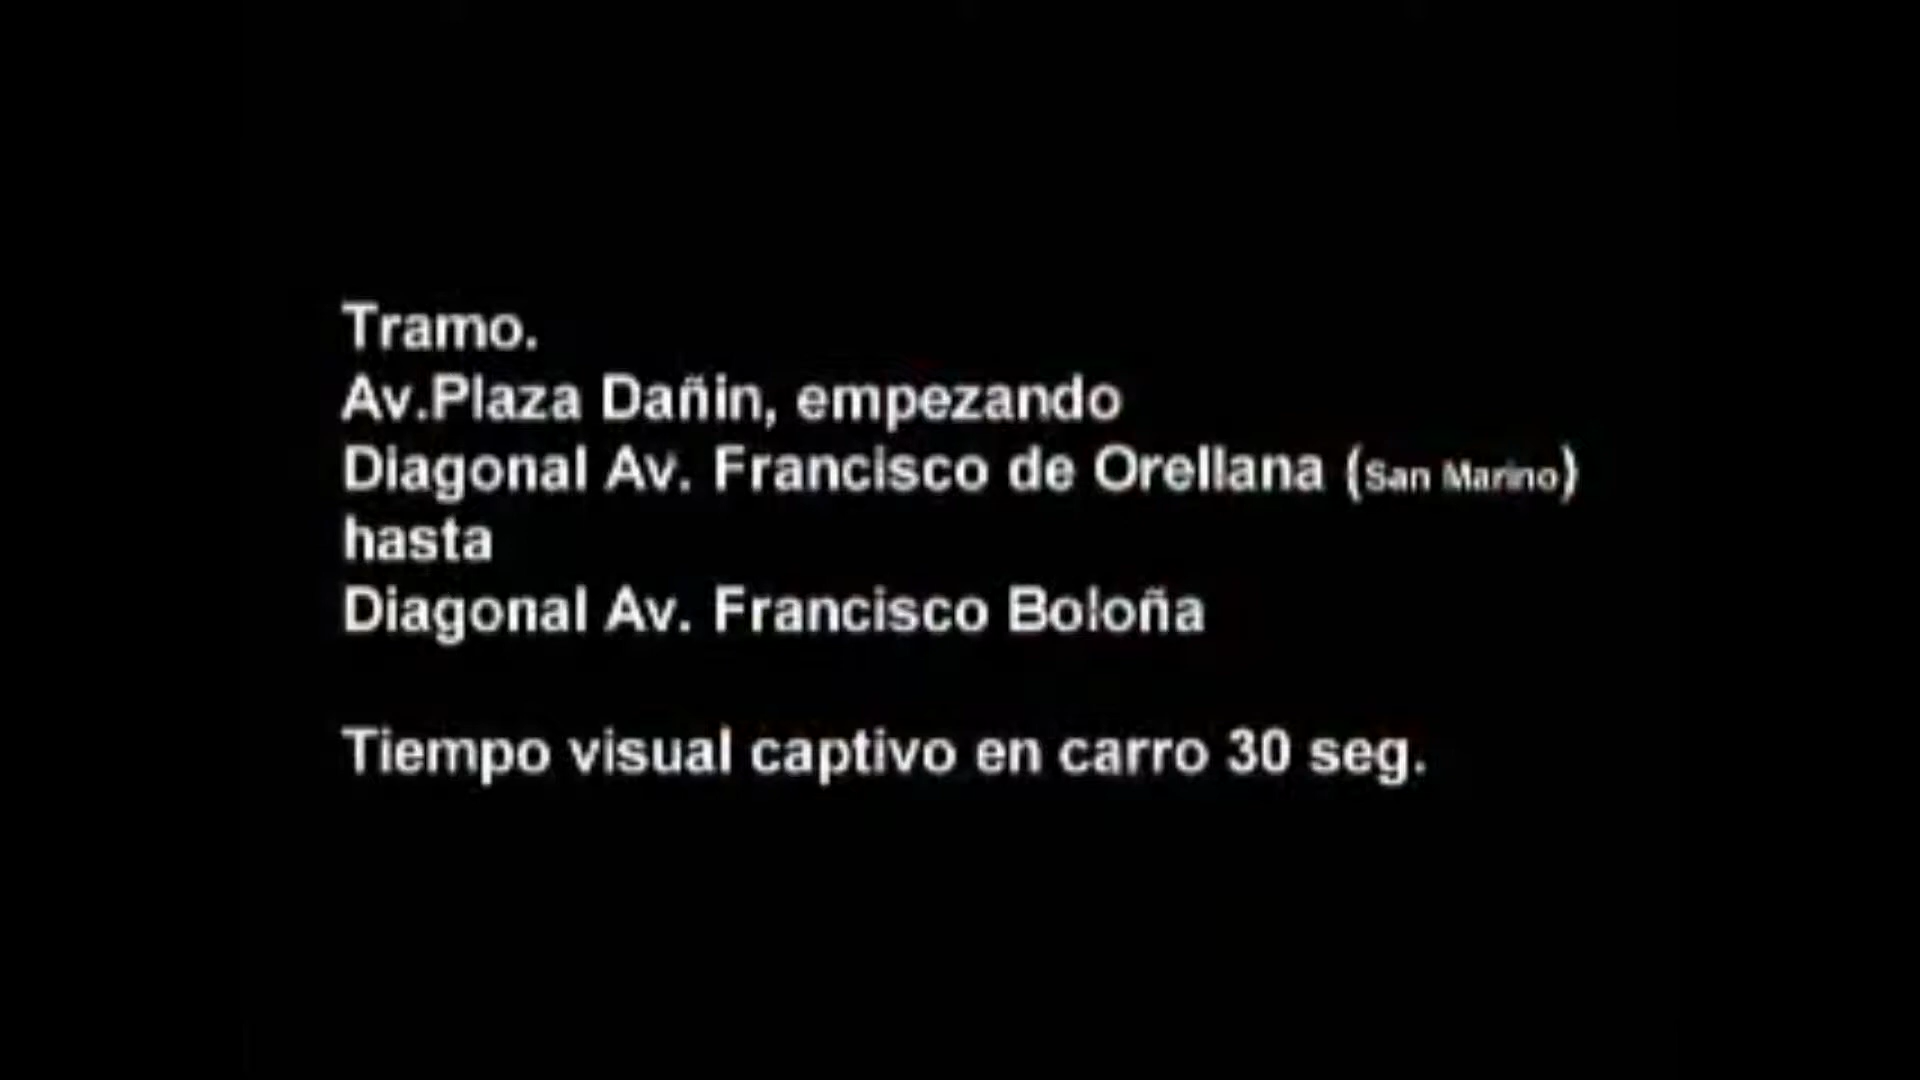 Tramo.
Av.Plaza Dañin, empezando
Diagonal Av. Francisco de Orellana (San Marino)
hasta
Diagonal Av. Francisco Boloña
Tiempo visual captivo en carro 30 seg.